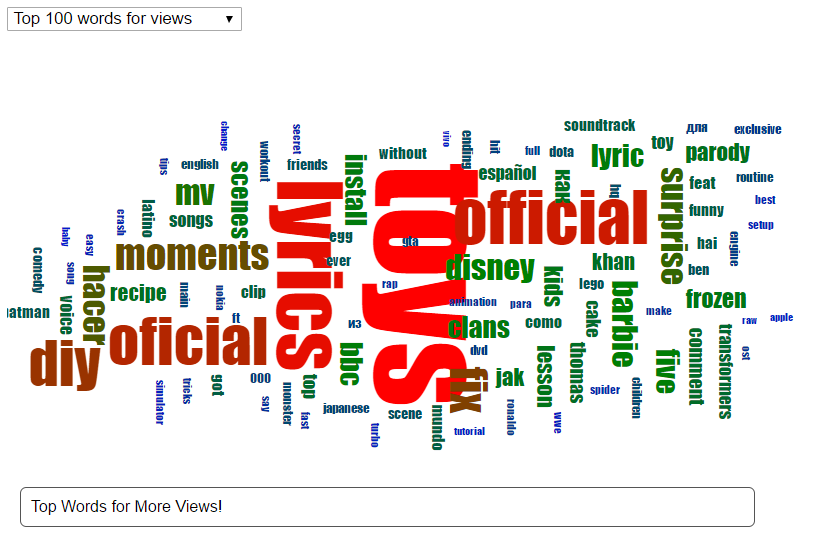 Top 100 words for views
soundtrack
для
exclusive
change
secret
vivo
ending
hit
full
dota
lyric
toy
parody
tips
english
scenes
workout
friends
install
without
español
как
hq
surprise
feat
routine
mv
latino
songs
lyrics
toys
official
funny
best
setup
crash
baby
easy
moments
egg
gta
hai
engine
comedy
song
hacer
ever
disney
kids
khan
ben
recipe
main
nokia
clip
rap
lego
barbie
frozen
voice
animation
para
cake
make
atman
ft
из
clans
como
raw
apple
diy
oficial
bbc
dvd
lesson
thomas
five
comment
transformers
ost
simulator
tricks
got
000
top
fix
jak
spider
children
say
monster
fast
japanese
scene
mundo
ronaldo
wwe
turbo
tutorial
Top Words for More Views!